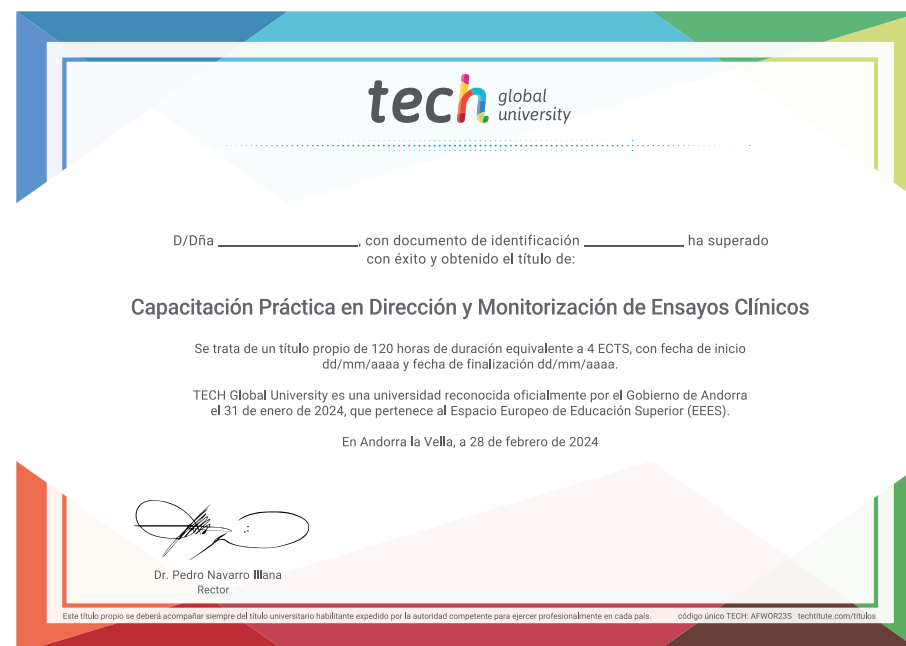 tech global university
D/Dña ____________________, con documento de identificación ______________ ha superado
con éxito y obtenido el título de:
Capacitación Práctica en Dirección y Monitorización de Ensayos Clínicos
Se trata de un título propio de 120 horas de duración equivalente a 4 ECTS, con fecha de inicio
dd/mm/aaaa y fecha de finalización dd/mm/aaaa.
TECH Global University es una universidad reconocida oficialmente por el Gobierno de Andorra
el 31 de enero de 2024, que pertenece al Espacio Europeo de Educación Superior (EEES).
En Andorra la Vella, a 28 de febrero de 2024
Dr. Pedro Navarro Illana
Rector
Este título propio se deberá acompañar siempre del título universitario habilitante expedido por la autoridad competente para ejercer profesionalmente en cada país. código único TECH: AFWOR23S techtitute.com/titulos